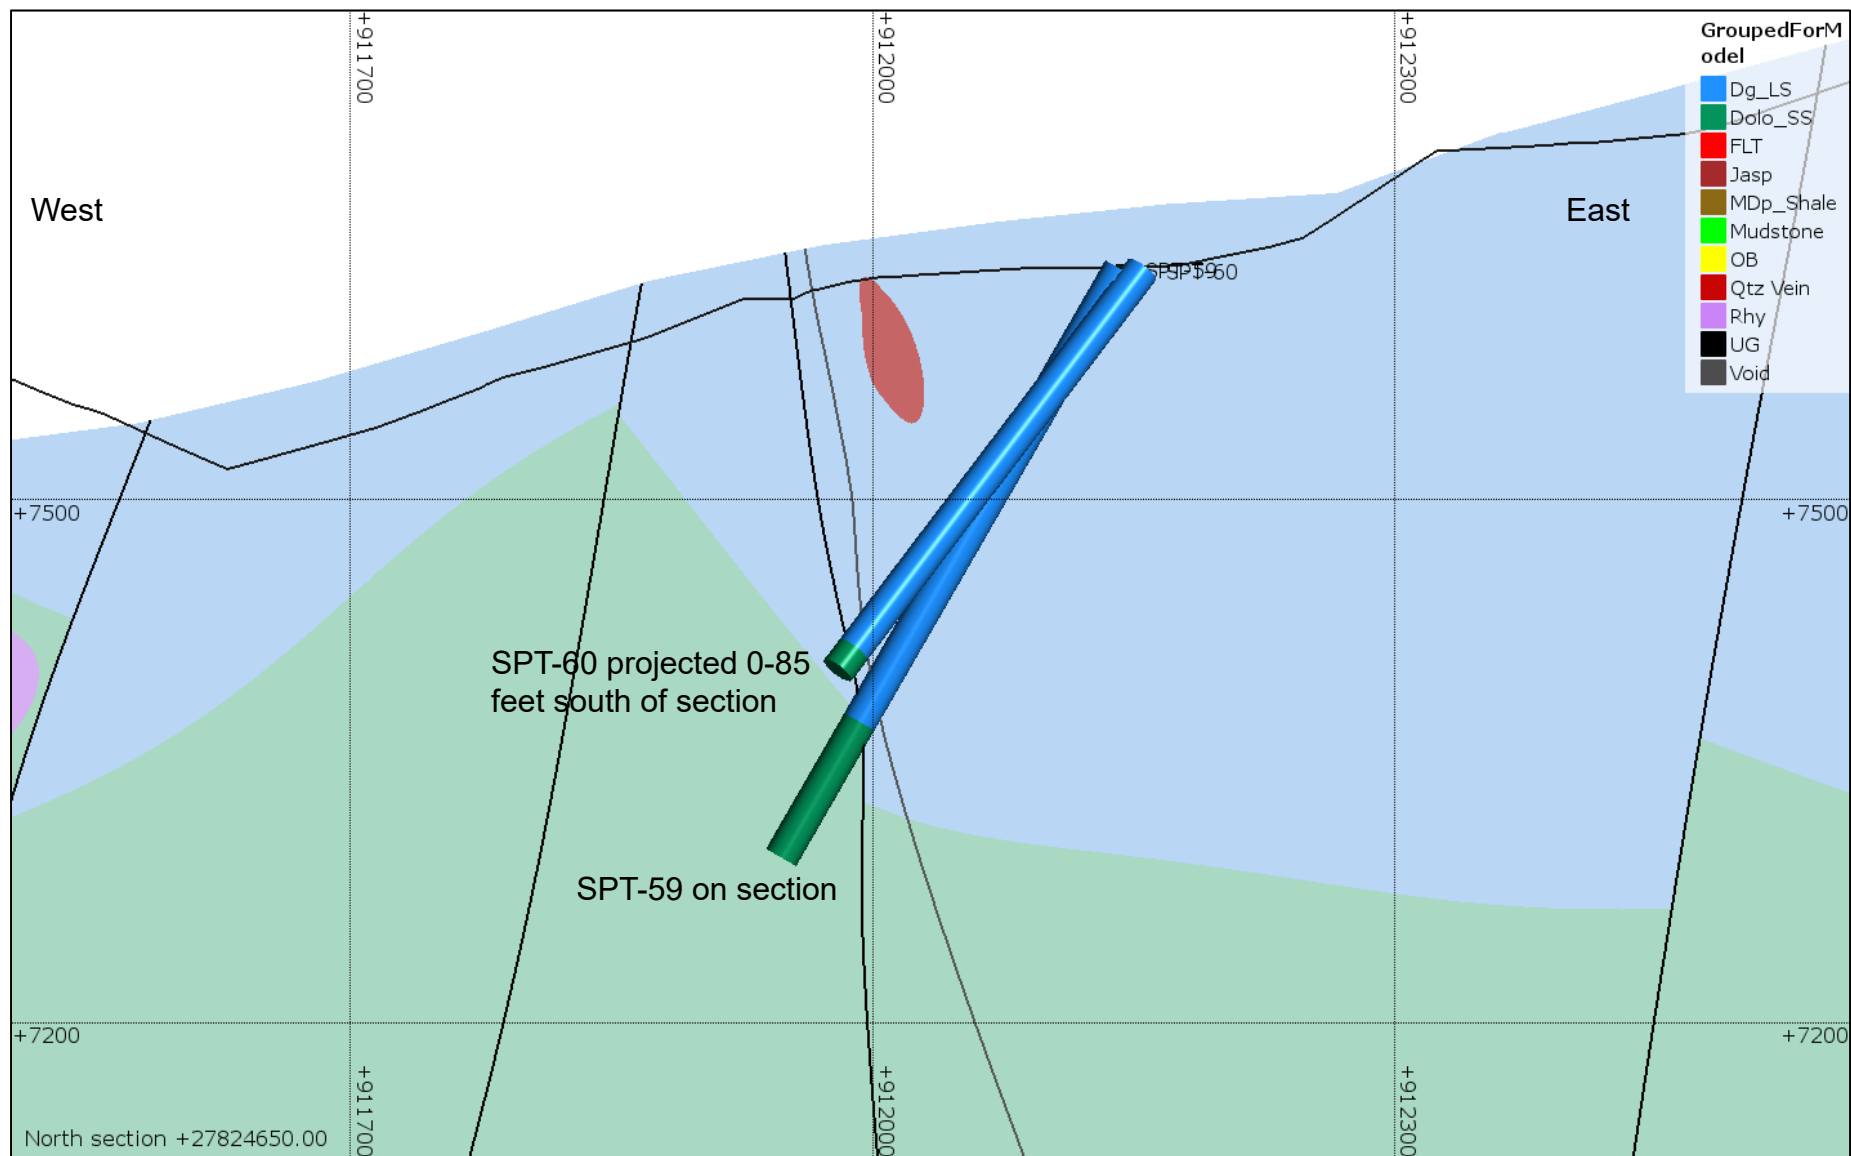 +911700
+912000
+912300
GroupedForM
odel
Dg_LS
Dolo_SS
FLT
Jasp
MDp_Shale
Mudstone
OB
Qtz Vein
Rhy
UG
Void
West
East
SPT-60
+7500
+7500
SPT-60 projected 0-85
feet south of section
SPT-59 on section
+7200
+7200
+911700
+912000
+912300
North section +27824650.00